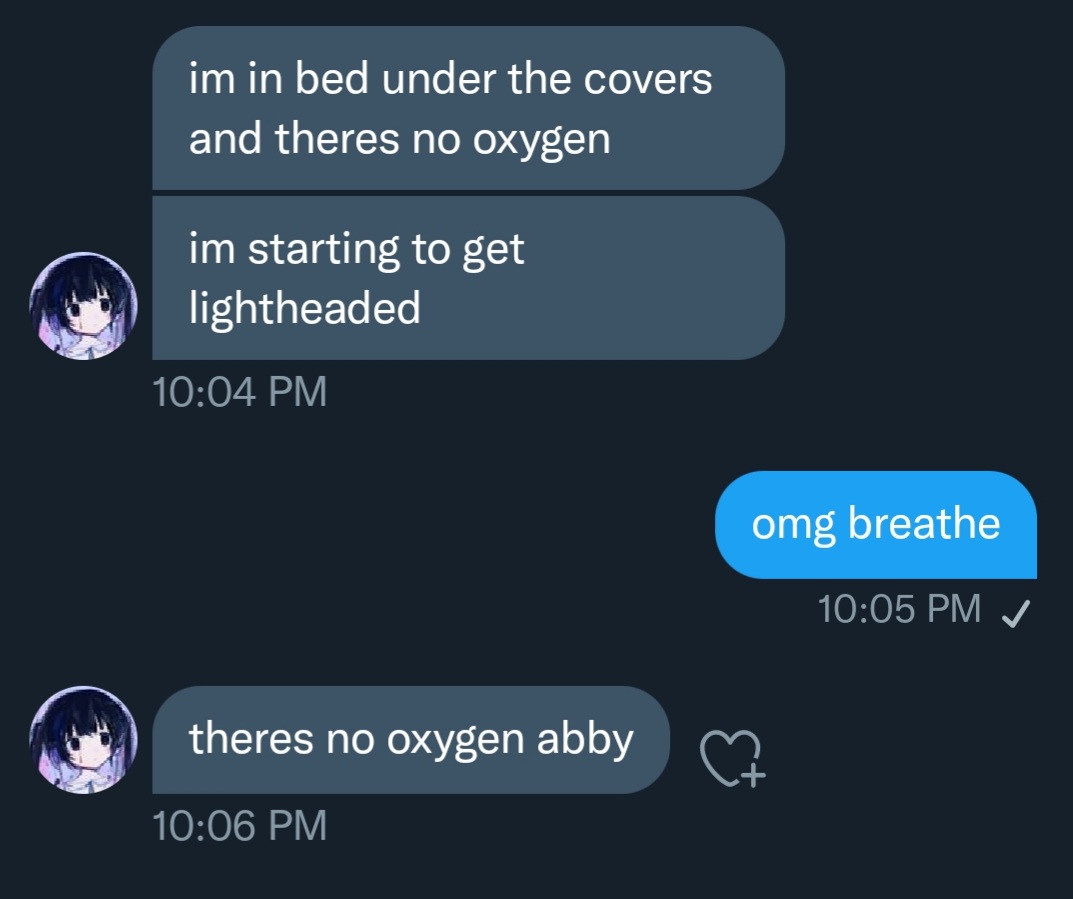 im in bed under the covers
and theres no oxygen
im starting to get
lightheaded
10:04 PM
omg breathe
10:05 PM
theres no oxygen abby
10:06 PM